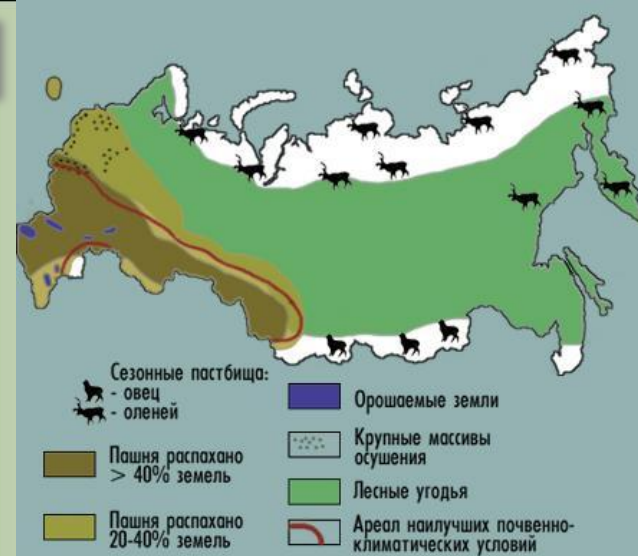 Сезонные пастбища:
- овец
- оленей
Пашня распахано
> 40% земель
Пашня распахано
20-40% земель
Орошаемые земли
Крупные массивы
осушения
Лесные угодья
Ареал наилучших почвенно-
климатических условий